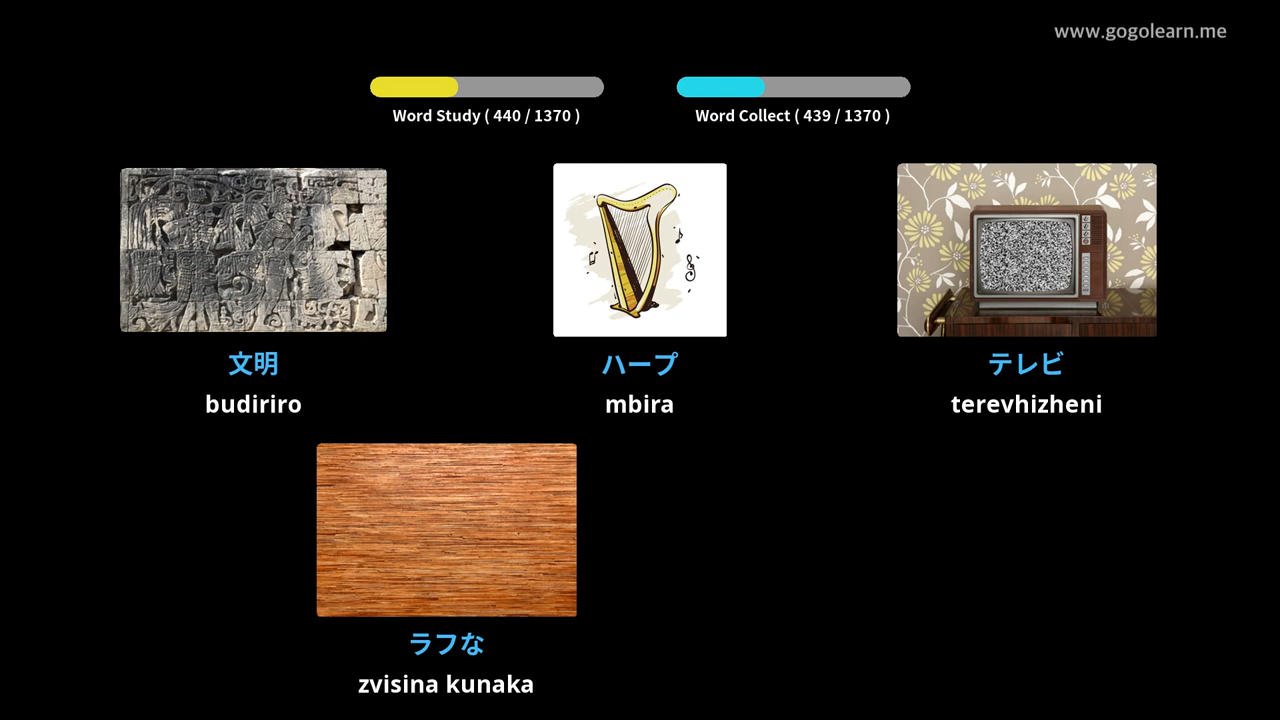 www.gogolearn.me
Word Study ( 440 / 1370 )
Word Collect ( 439 / 1370 )
文明
budiriro
ハープ
mbira
テレビ
terevhizheni
ラフな
zvisina kunaka